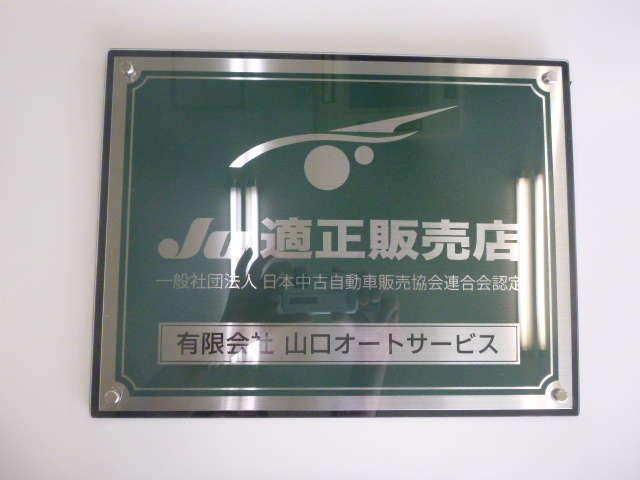 JU適正販売店
一般社団法人 日本中古自動車販売協会連合会認定
有限会社 山口オートサービス